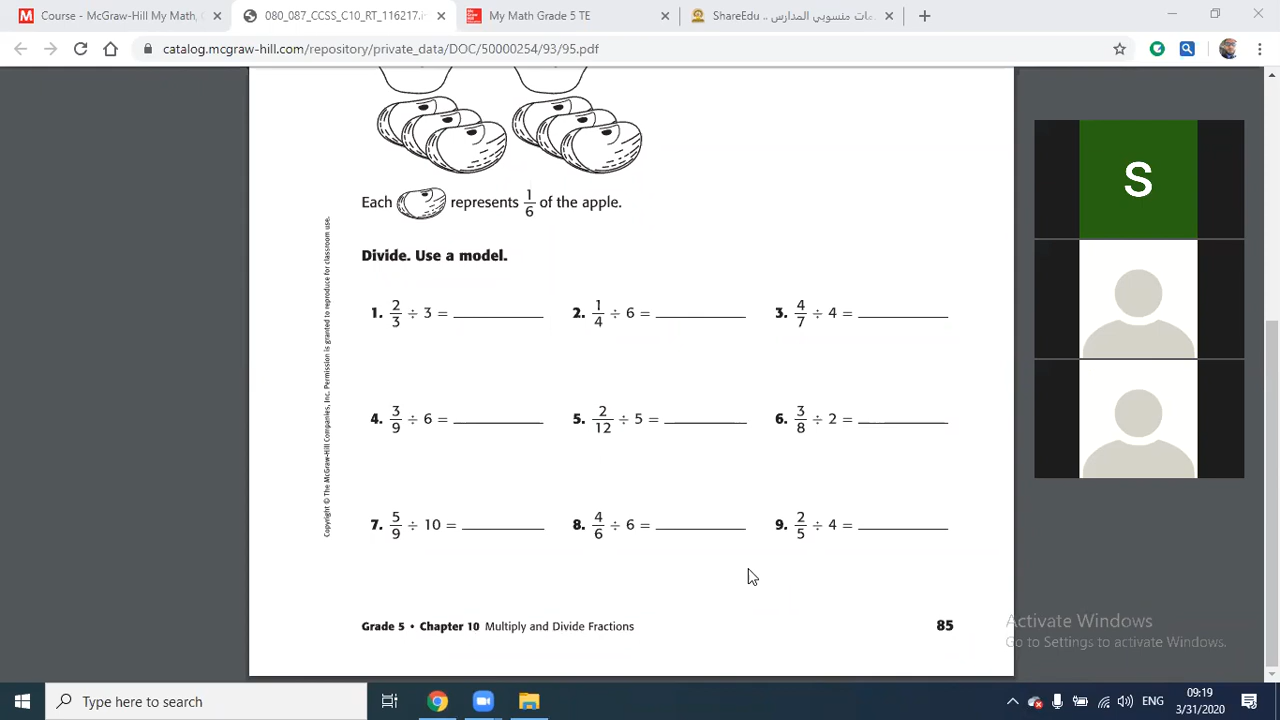 Course - McGraw-Hill My Math,
080_087_CCSS_C10_RT_116217.i
My Math Grade 5 TE
ShareEdu .. مات منسوبي المدارس
catalog.mcgraw-hill.com/repository/private_data/DOC/50000254/93/95.pdf
Each represents 1/6 of the apple.
Divide. Use a model.
1. 2/3 ÷ 3 =
2. 1/4 ÷ 6 =
3. 4/7 ÷ 4 =
4. 3/9 ÷ 6 =
5. 2/12 ÷ 5 =
6. 3/8 ÷ 2 =
7. 5/9 ÷ 10 =
8. 4/6 ÷ 6 =
9. 2/5 ÷ 4 =
Copyright © The McGraw-Hill Companies, Inc. Permission is granted to reproduce for classroom use.
Grade 5 • Chapter 10 Multiply and Divide Fractions
85
S
Activate Windows
Go to Settings to activate Windows.
Type here to search
ENG
09:19
3/31/2020